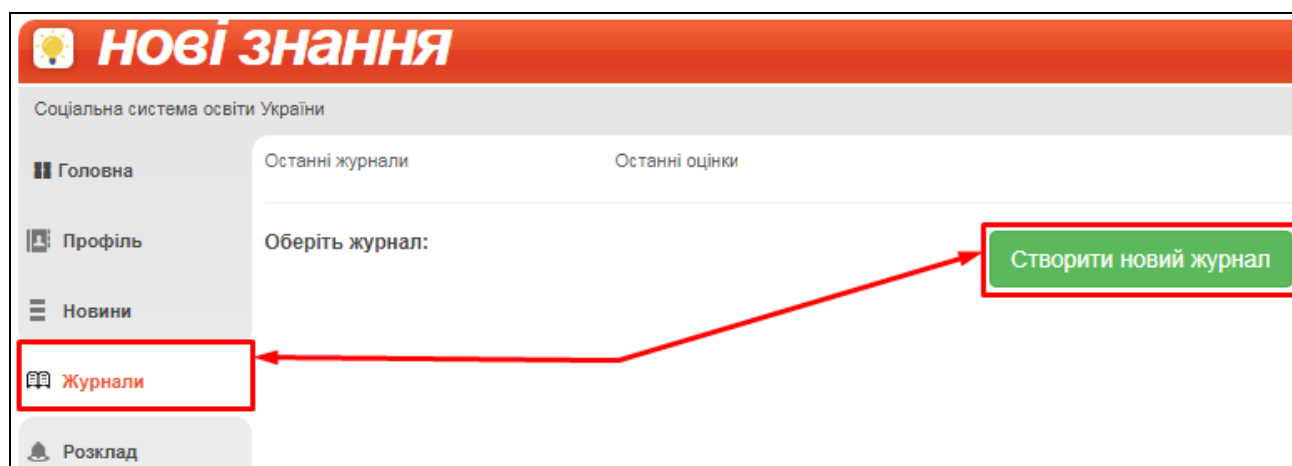 нові знання
Соціальна система освіти України
Головна
Останні журнали
Останні оцінки
Профіль
Оберіть журнал:
Створити новий журнал
Новини
Журнали
Розклад